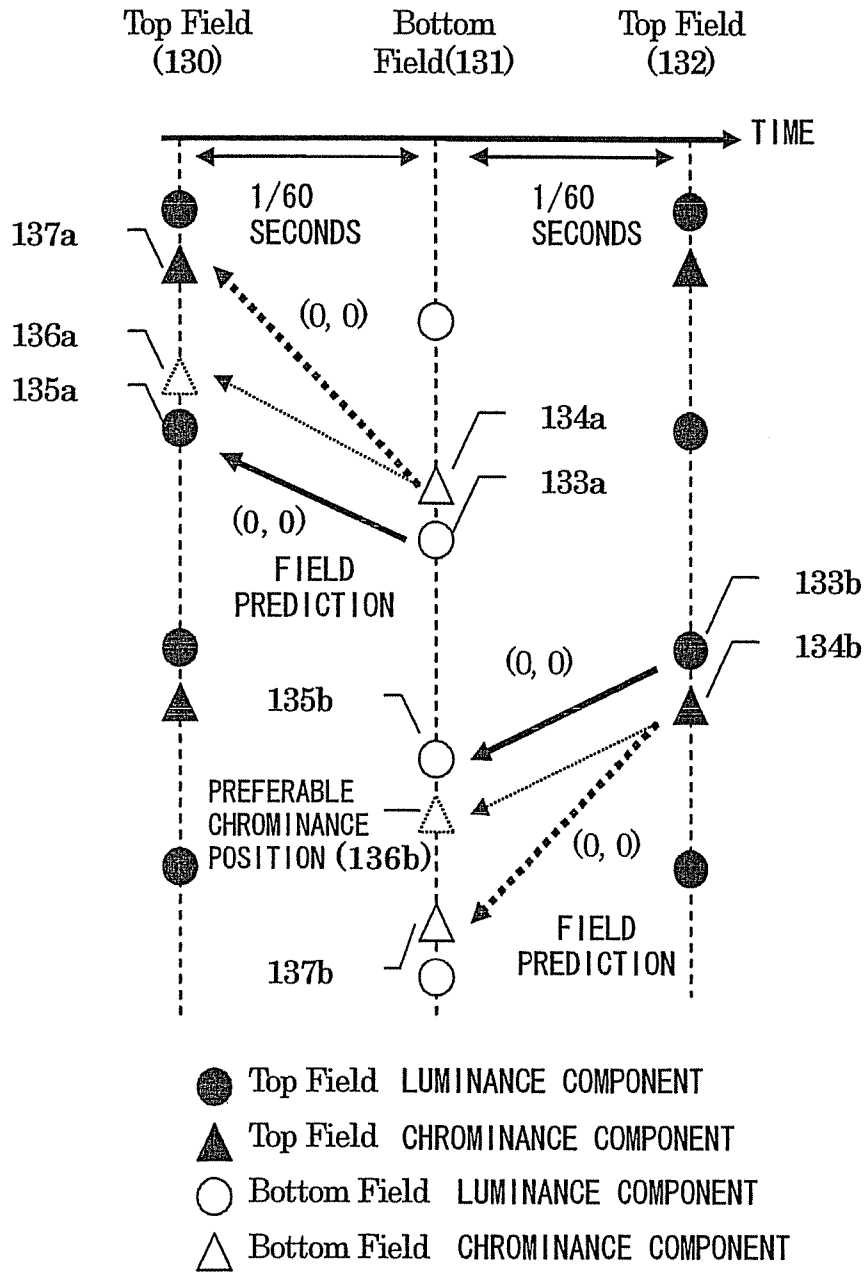 Top Field
(130)
Bottom
Field(131)
Top Field
(132)
TIME
1/60
SECONDS
1/60
SECONDS
137a
(0, 0)
136a
135a
134a
133a
(0, 0)
FIELD
PREDICTION
133b
134b
(0, 0)
135b
PREFERABLE
CHROMINANCE
POSITION (136b)
(0, 0)
FIELD
PREDICTION
137b
Top Field LUMINANCE COMPONENT
Top Field CHROMINANCE COMPONENT
Bottom Field LUMINANCE COMPONENT
Bottom Field CHROMINANCE COMPONENT